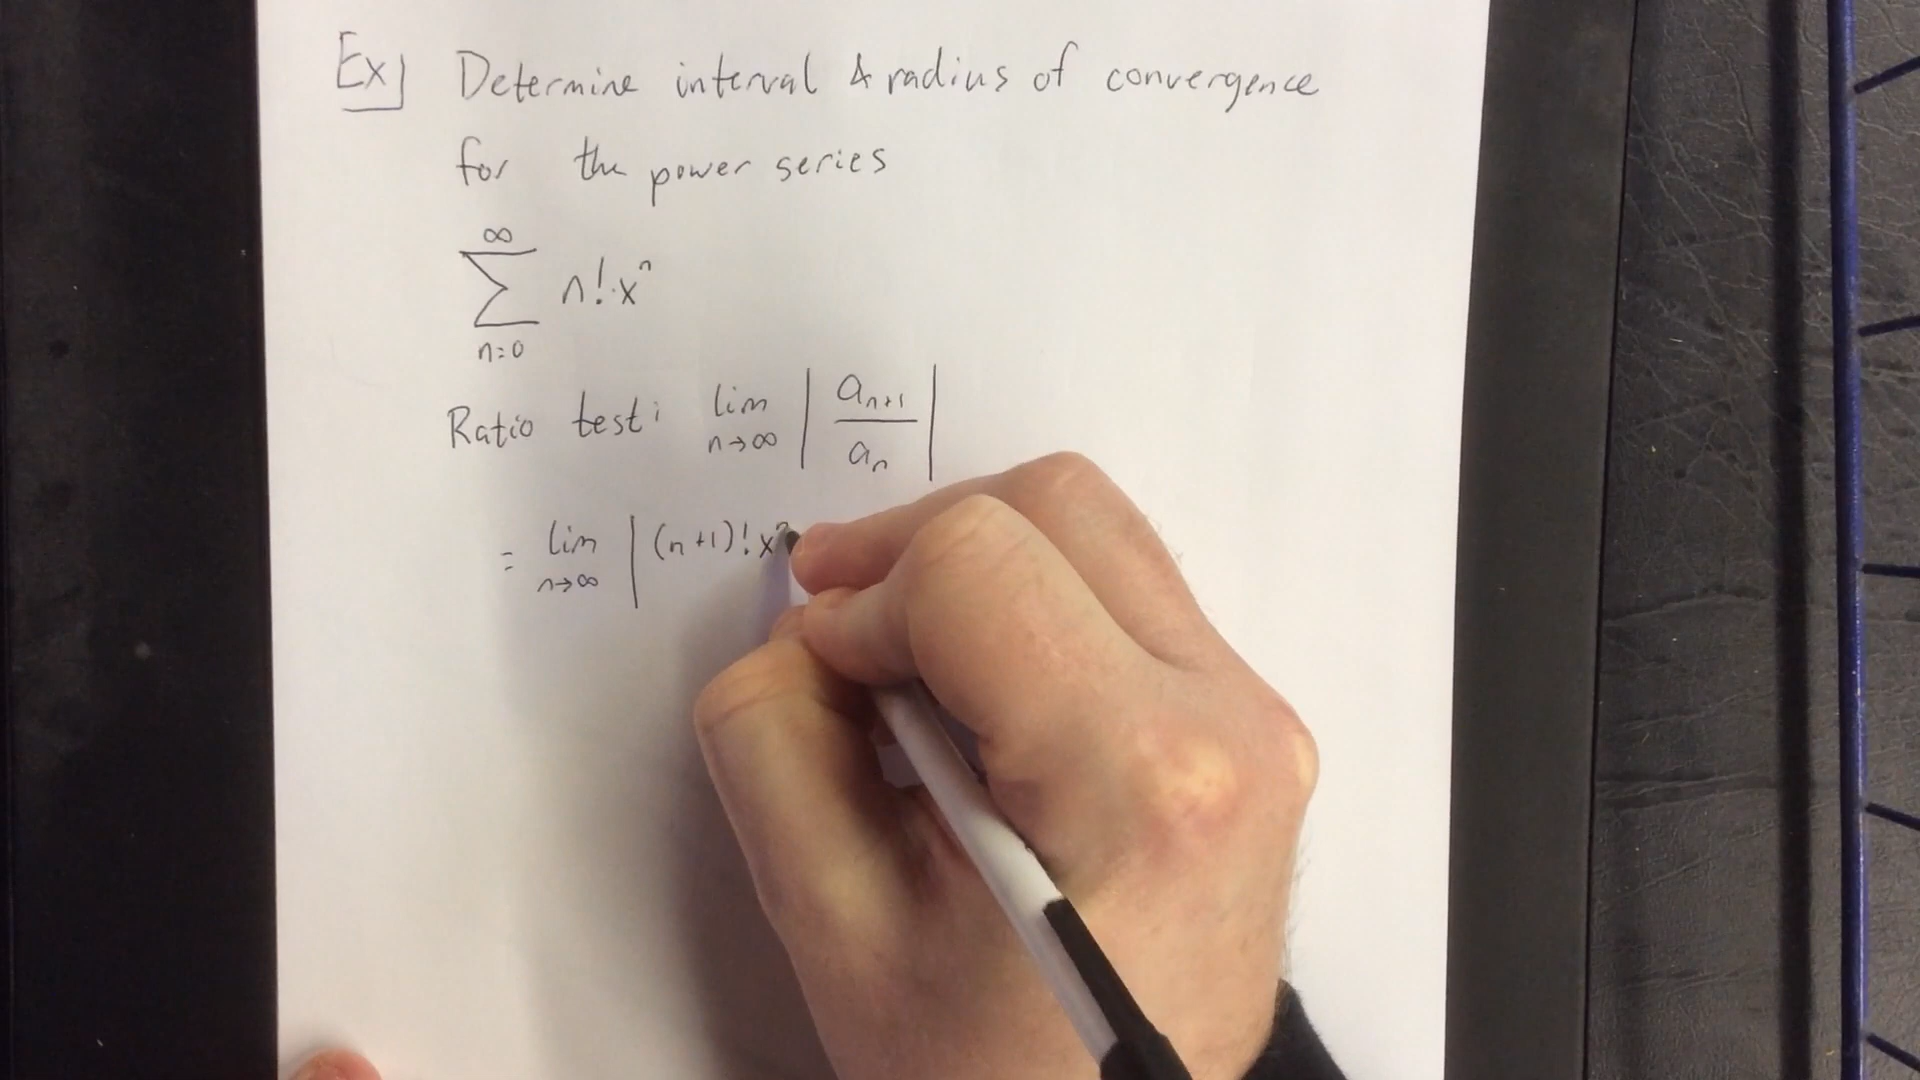 Ex] Determine interval & radius of convergence
for the power series
∞
∑ n!·xⁿ
n=0
Ratio test: lim n→∞ | aₙ₊₁ / aₙ |
= lim n→∞ | (n+1)! x